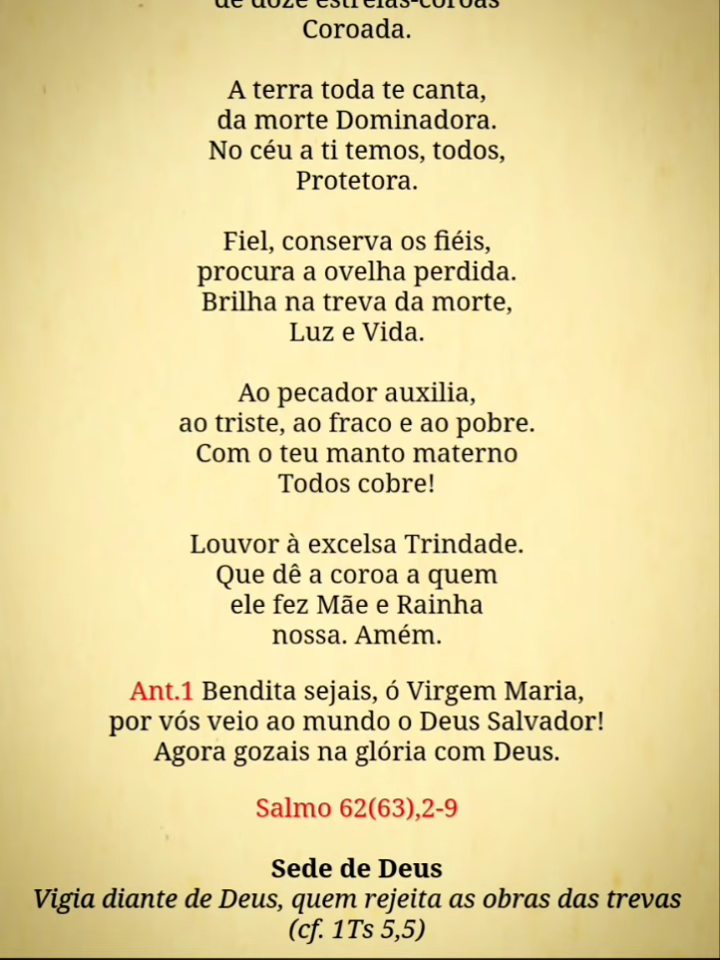 de doze estrelas-coroas
Coroada.
A terra toda te canta,
da morte Dominadora.
No céu a ti temos, todos,
Protetora.
Fiel, conserva os fiéis,
procura a ovelha perdida.
Brilha na treva da morte,
Luz e Vida.
Ao pecador auxilia,
ao triste, ao fraco e ao pobre.
Com o teu manto materno
Todos cobre!
Louvor à excelsa Trindade.
Que dê a coroa a quem
ele fez Mãe e Rainha
nossa. Amém.
Ant.1 Bendita sejais, ó Virgem Maria,
por vós veio ao mundo o Deus Salvador!
Agora gozais na glória com Deus.
Salmo 62(63),2-9
Sede de Deus
Vigia diante de Deus, quem rejeita as obras das trevas
(cf. 1Ts 5,5)